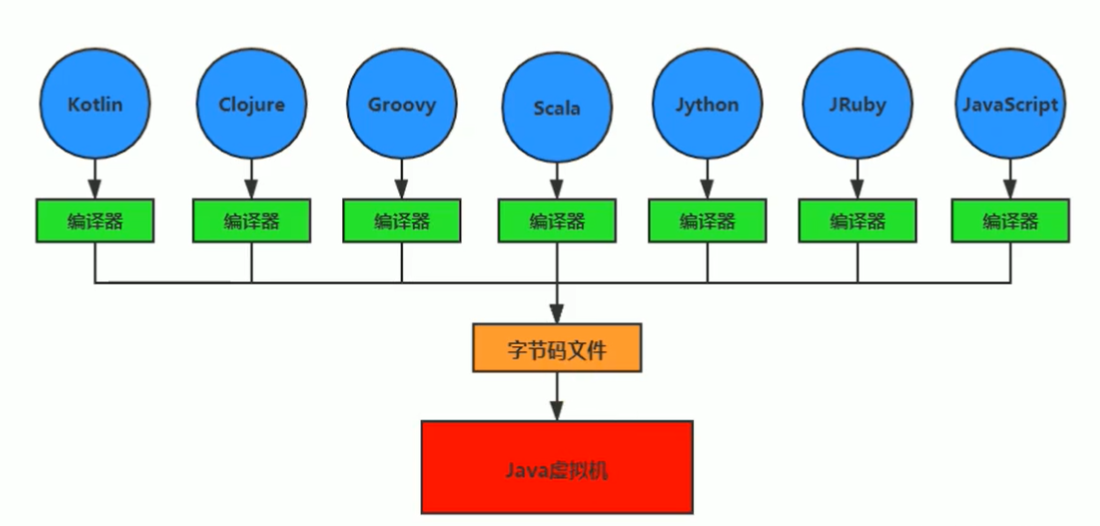 Kotlin
Clojure
Groovy
Scala
Jython
JRuby
JavaScript
编译器
编译器
编译器
编译器
编译器
编译器
编译器
字节码文件
Java虚拟机